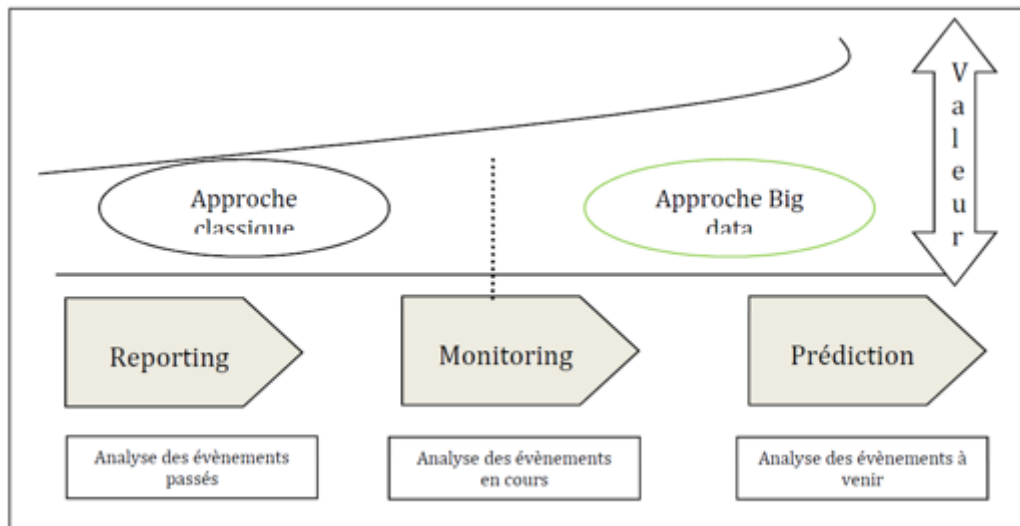 Valeur
Approche
classique
Approche Big
data
Reporting
Monitoring
Prédiction
Analyse des évènements
passés
Analyse des évènements
en cours
Analyse des évènements à
venir